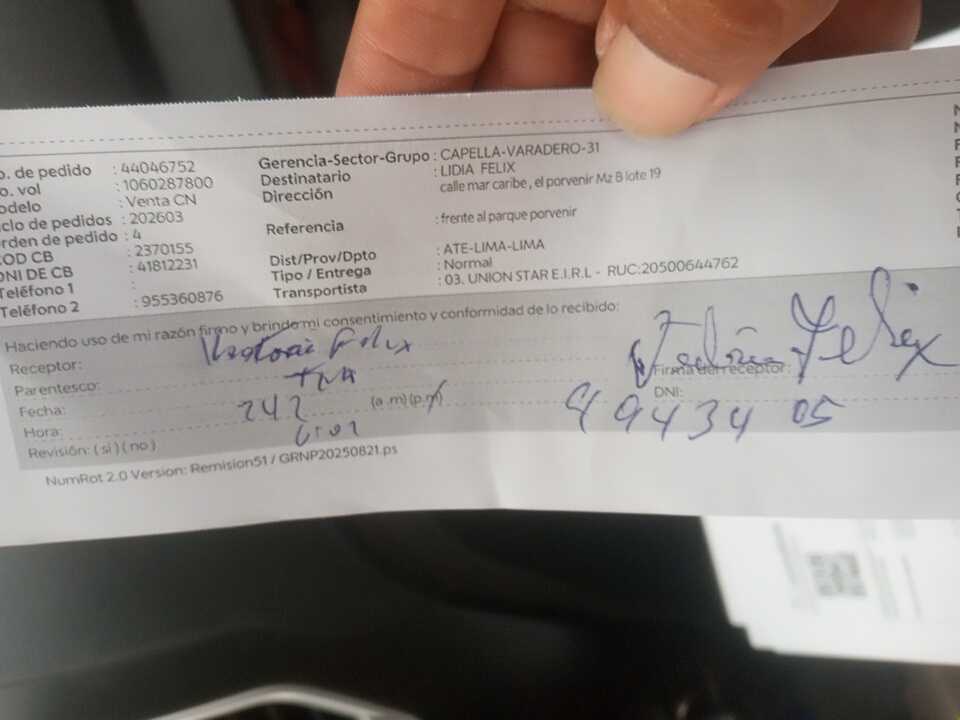 o. de pedido : 44046752
o. vol : 1060287800
odelo : Venta CN
iclo de pedidos : 202603
rden de pedido : 4
OD CB : 2370155
DNI DE CB : 41812231
Teléfono 1 :
Teléfono 2 : 955360876
Gerencia-Sector-Grupo : CAPELLA-VARADERO-31
Destinatario : LIDIA FELIX
Dirección : calle mar caribe , el porvenir Mz B lote 19
Referencia : frente al parque porvenir
Dist/Prov/Dpto : ATE-LIMA-LIMA
Tipo / Entrega : Normal
Transportista : 03. UNION STAR E.I.R.L - RUC:20500644762
Haciendo uso de mi razón firmo y brindo mi consentimiento y conformidad de lo recibido:
Receptor: Felix
Parentesco:
Fecha: 242 (a.m)(p.m)
Hora:
Revisión: ( si ) ( no )
Felix
Firma del receptor:
DNI:
49434 05
NumRot 2.0 Version: Remision51 / GRNP20250821.ps